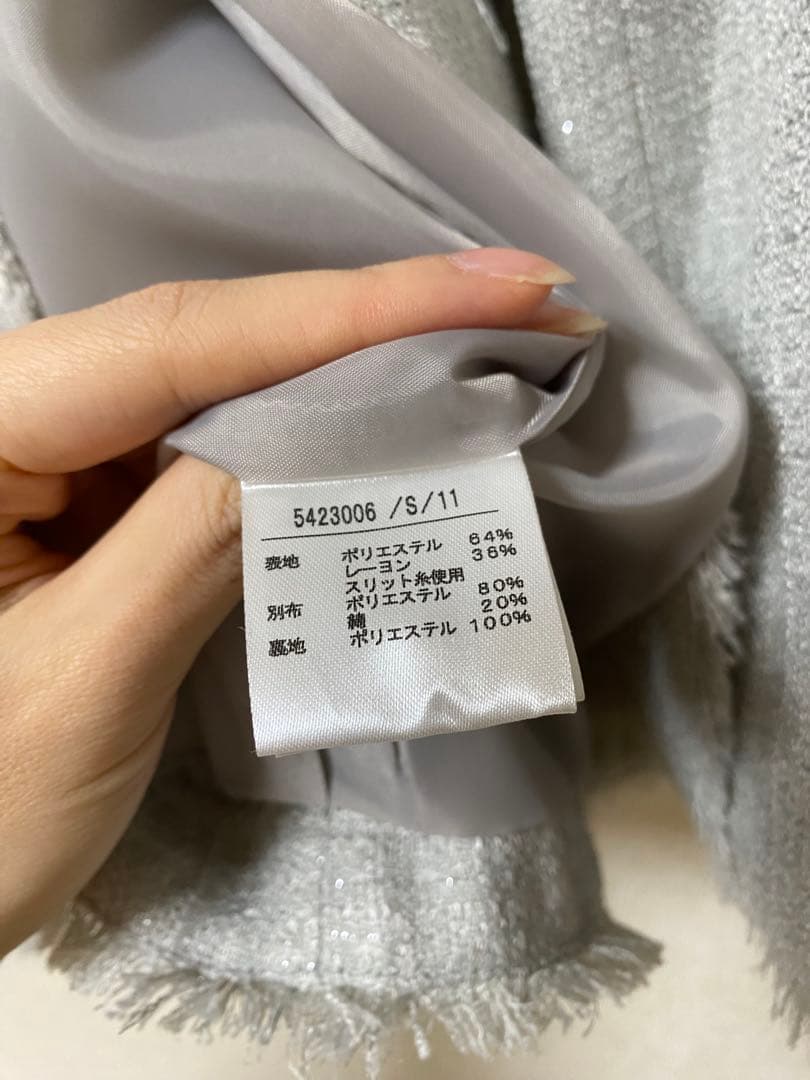 5423006 /S/11
表地 ポリエステル 64%
レーヨン 36%
スリット糸使用
別布 ポリエステル 80%
綿 20%
裏地 ポリエステル 100%